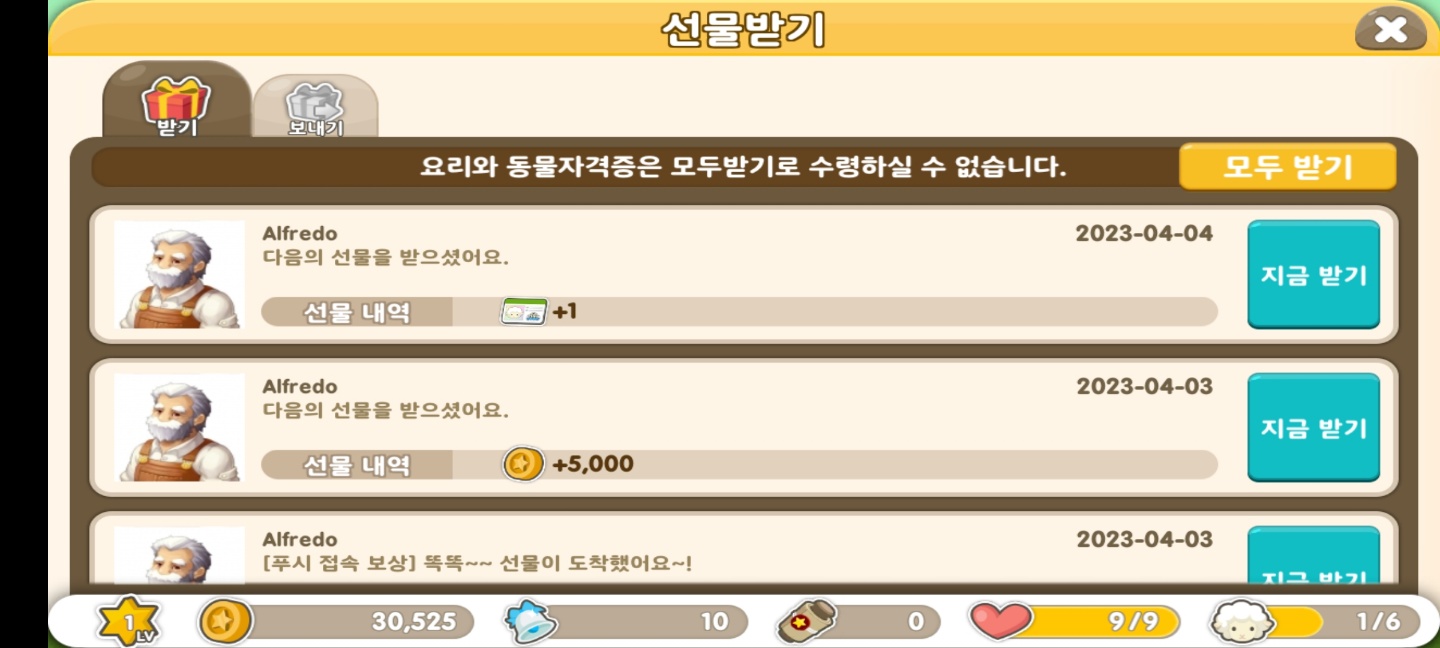 선물받기
받기
보내기
요리와 동물자격증은 모두받기로 수령하실 수 없습니다.
모두 받기
Alfredo
2023-04-04
다음의 선물을 받으셨어요.
지금 받기
선물 내역
+1
Alfredo
2023-04-03
다음의 선물을 받으셨어요.
지금 받기
선물 내역
+5,000
Alfredo
2023-04-03
[푸시 접속 보상] 똑똑~~ 선물이 도착했어요~!
지금 받기
1 LV
30,525
10
0
9/9
1/6